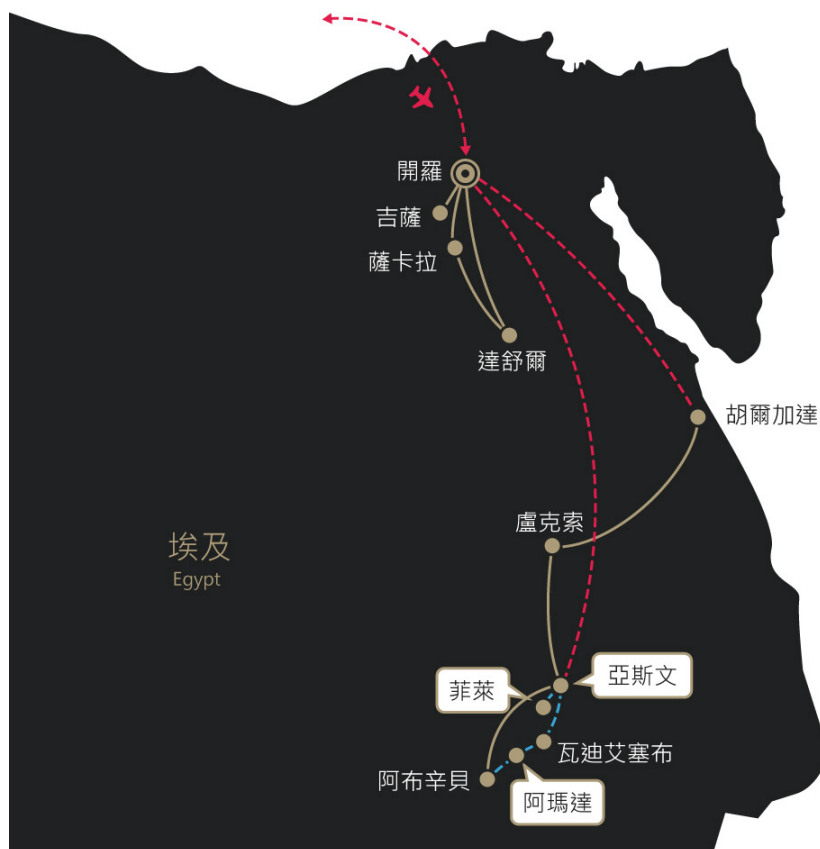 開羅
吉薩
薩卡拉
達舒爾
胡爾加達
盧克索
埃及
Egypt
亞斯文
菲萊
瓦迪艾塞布
阿布辛貝
阿瑪達